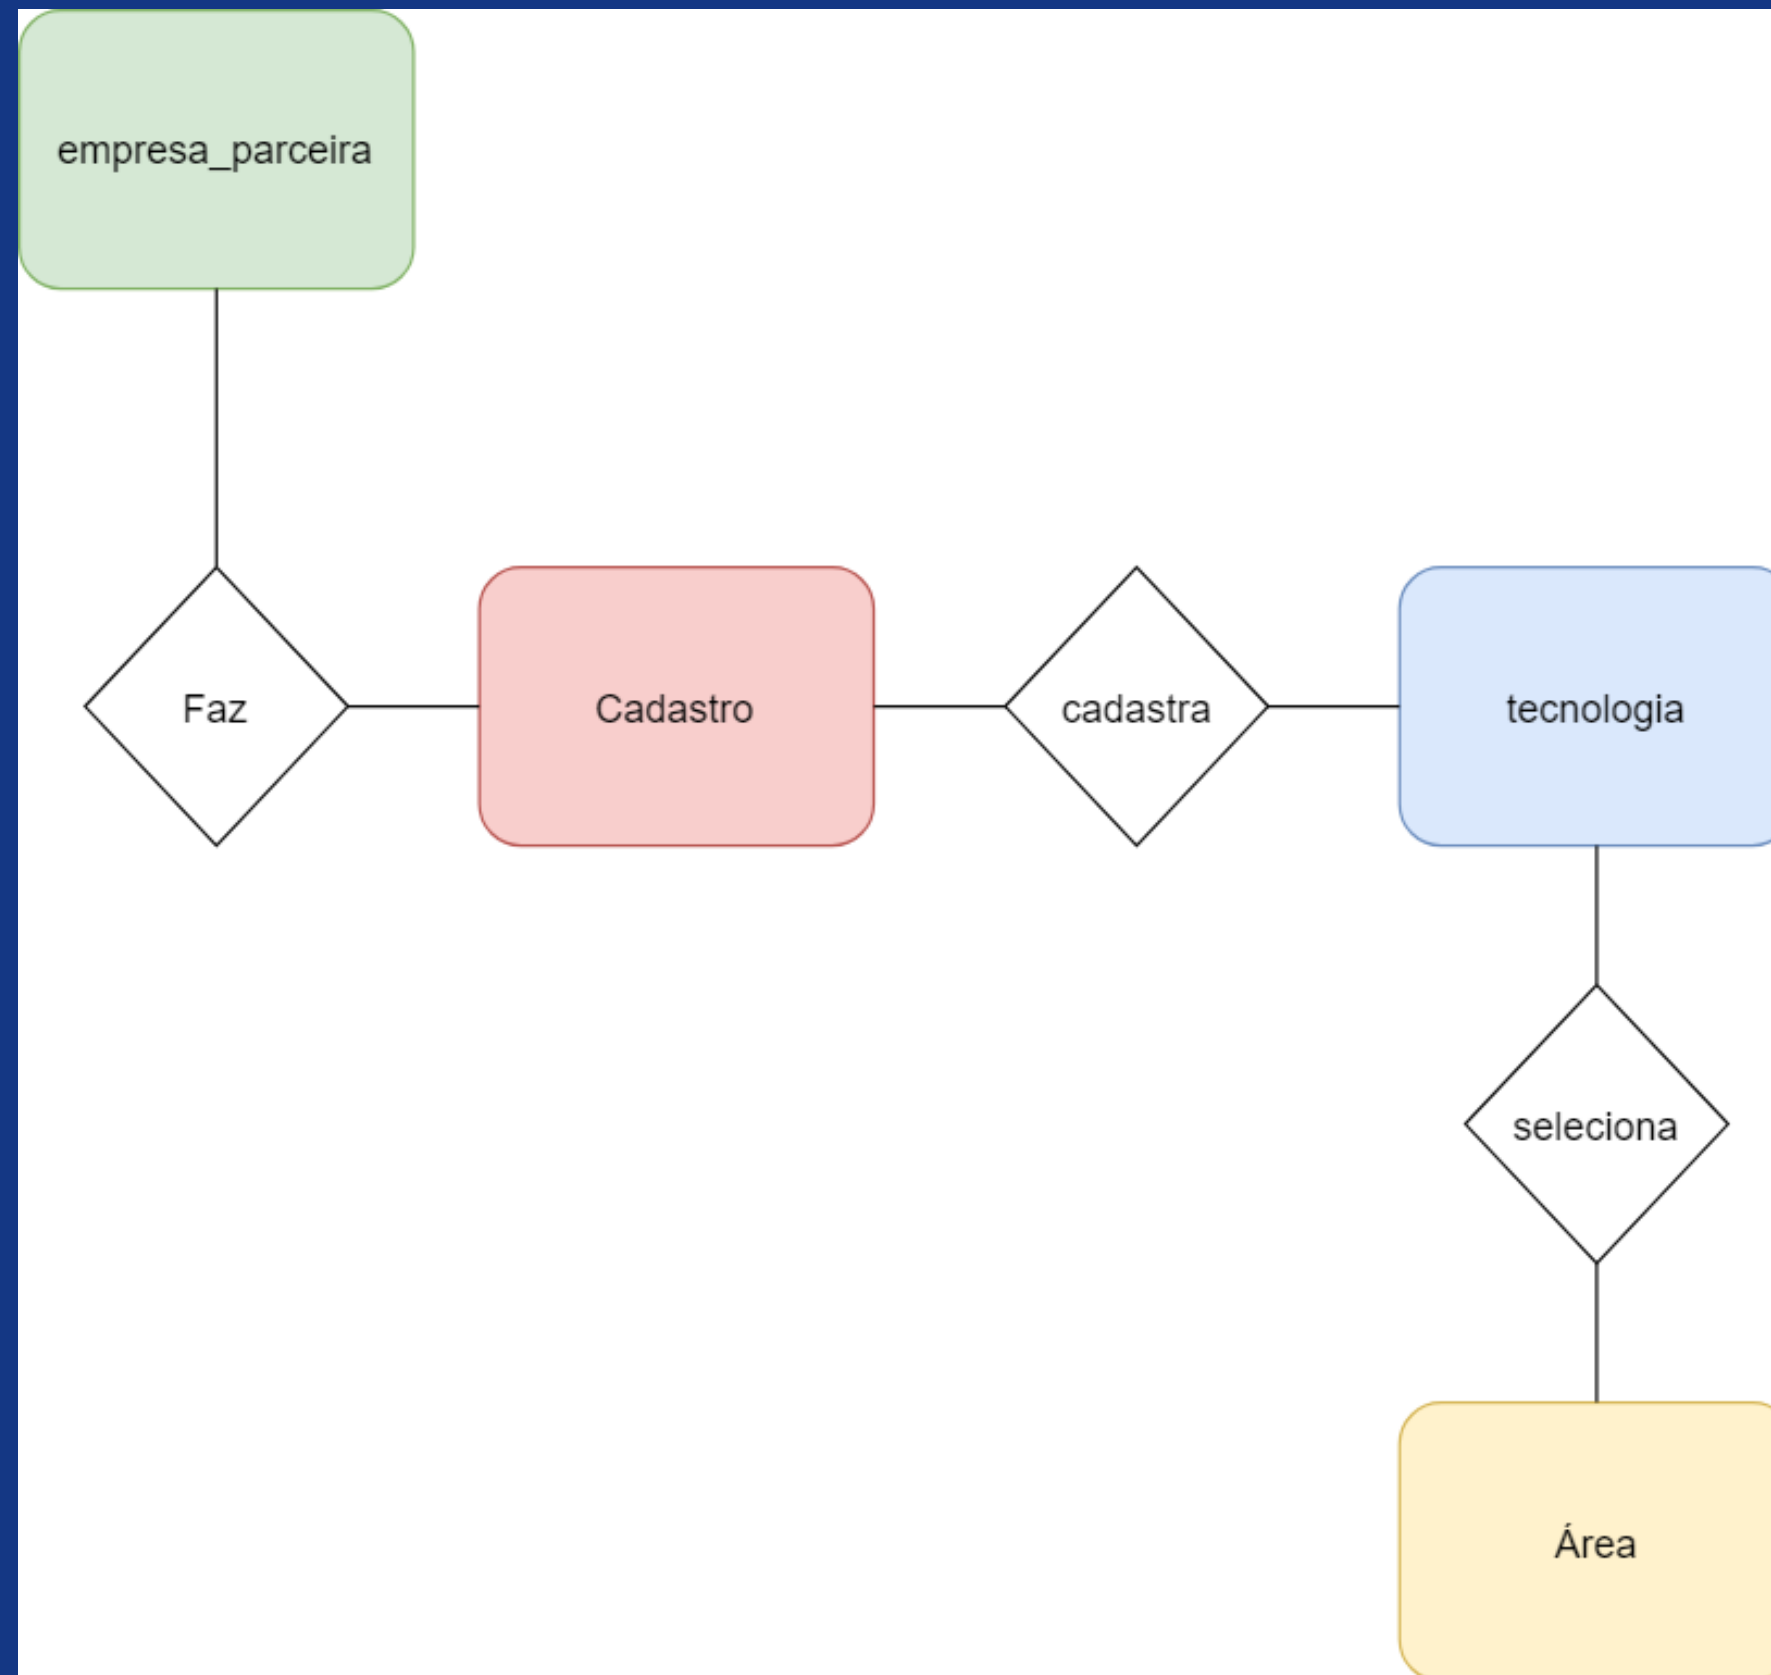 empresa_parceira
Faz
Cadastro
cadastra
tecnologia
seleciona
Área